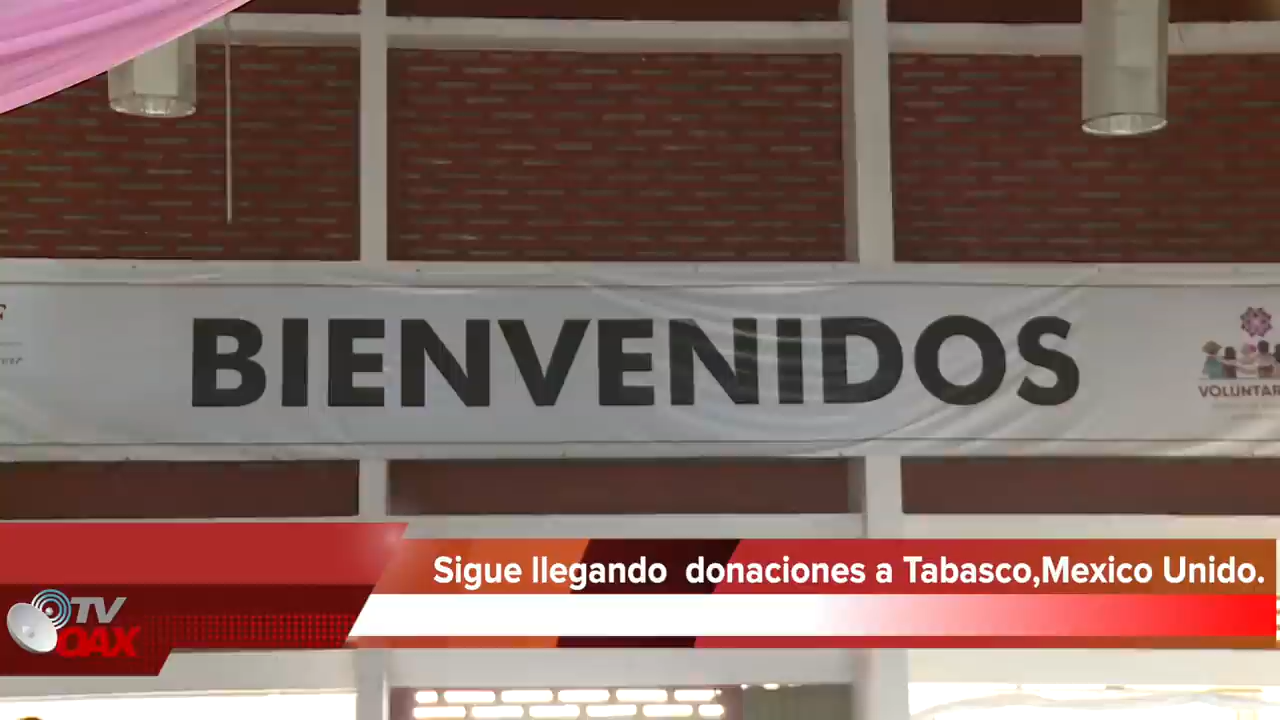 BIENVENIDOS
VOLUNTAR
Sigue llegando  donaciones a Tabasco,Mexico Unido.
TV
OAX